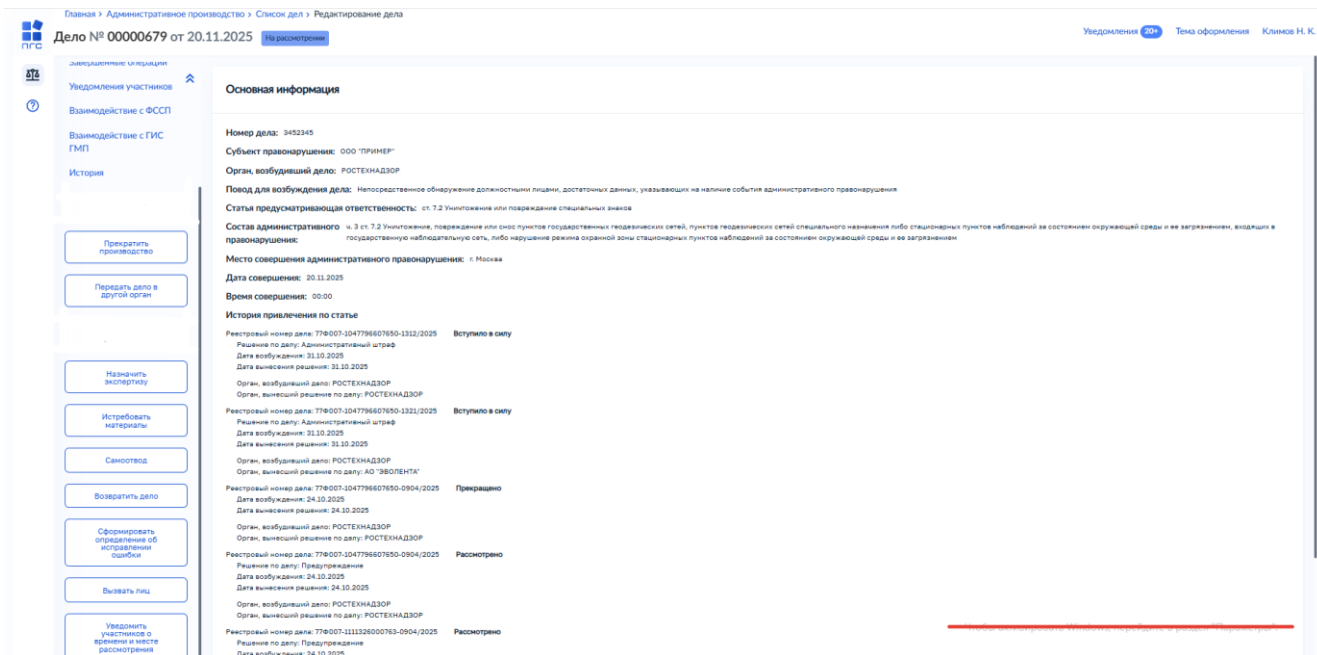 Главная > Административное производство > Список дел > Редактирование дела
Дело № 00000679 от 20.11.2025 На рассмотрении
Уведомления 20+ Тема оформления Климов Н. К.
ПГС
Завершенные операции
Уведомления участников
Взаимодействие с ФССП
Взаимодействие с ГИС
ГМП
История
Прекратить
производство
Передать дело в
другой орган
Назначить
экспертизу
Истребовать
материалы
Самоотвод
Возвратить дело
Сформировать
определение об
исправлении
ошибки
Вызвать лиц
Уведомить
участников о
времени и месте
рассмотрения
Основная информация
Номер дела: 3452345
Субъект правонарушения: ООО "ПРИМЕР"
Орган, возбудивший дело: РОСТЕХНАДЗОР
Повод для возбуждения дела: Непосредственное обнаружение должностными лицами, достаточных данных, указывающих на наличие события административного правонарушения
Статья предусматривающая ответственность: ст. 7.2 Уничтожение или повреждение специальных знаков
Состав административного правонарушения: ч. 3 ст. 7.2 Уничтожение, повреждение или снос пунктов государственных геодезических сетей, пунктов геодезических сетей специального назначения либо стационарных пунктов наблюдений за состоянием окружающей среды и ее загрязнением, входящих в
государственную наблюдательную сеть, либо нарушение режима охранной зоны стационарных пунктов наблюдений за состоянием окружающей среды и ее загрязнением
Место совершения административного правонарушения: г. Москва
Дата совершения: 20.11.2025
Время совершения: 00:00
История привлечения по статье
Реестровый номер дела: 77Ф007-1047796607650-1312/2025 Вступило в силу
Решение по делу: Административный штраф
Дата возбуждения: 31.10.2025
Дата вынесения решения: 31.10.2025
Орган, возбудивший дело: РОСТЕХНАДЗОР
Орган, вынесший решение по делу: РОСТЕХНАДЗОР
Реестровый номер дела: 77Ф007-1047796607650-1321/2025 Вступило в силу
Решение по делу: Административный штраф
Дата возбуждения: 31.10.2025
Дата вынесения решения: 31.10.2025
Орган, возбудивший дело: РОСТЕХНАДЗОР
Орган, вынесший решение по делу: АО "ЭВОЛЕНТА"
Реестровый номер дела: 77Ф007-1047796607650-0904/2025 Прекращено
Дата возбуждения: 24.10.2025
Дата вынесения решения: 24.10.2025
Орган, возбудивший дело: РОСТЕХНАДЗОР
Орган, вынесший решение по делу: РОСТЕХНАДЗОР
Реестровый номер дела: 77Ф007-1047796607650-0904/2025 Рассмотрено
Решение по делу: Предупреждение
Дата возбуждения: 24.10.2025
Дата вынесения решения: 24.10.2025
Орган, возбудивший дело: РОСТЕХНАДЗОР
Орган, вынесший решение по делу: РОСТЕХНАДЗОР
Реестровый номер дела: 77Ф007-1111326000763-0904/2025 Рассмотрено
Решение по делу: Предупреждение
Дата возбуждения: 24.10.2025